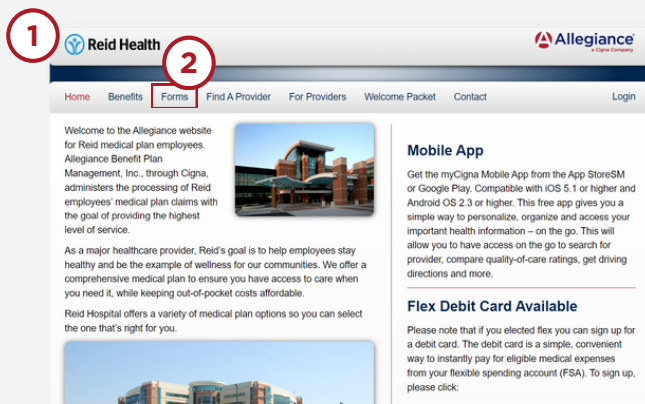 1
Reid Health
Allegiance
a Cigna Company
2
Home Benefits Forms Find A Provider For Providers Welcome Packet Contact Login
Welcome to the Allegiance website
for Reid medical plan employees.
Allegiance Benefit Plan
Management, Inc., through Cigna,
administers the processing of Reid
employees' medical plan claims with
the goal of providing the highest
level of service.
As a major healthcare provider, Reid's goal is to help employees stay
healthy and be the example of wellness for our communities. We offer a
comprehensive medical plan to ensure you have access to care when
you need it, while keeping out-of-pocket costs affordable.
Reid Hospital offers a variety of medical plan options so you can select
the one that's right for you.
Mobile App
Get the myCigna Mobile App from the App StoreSM
or Google Play. Compatible with iOS 5.1 or higher and
Android OS 2.3 or higher. This free app gives you a
simple way to personalize, organize and access your
important health information – on the go. This will
allow you to have access on the go to search for
provider, compare quality-of-care ratings, get driving
directions and more.
Flex Debit Card Available
Please note that if you elected flex you can sign up for
a debit card. The debit card is a simple, convenient
way to instantly pay for eligible medical expenses
from your flexible spending account (FSA). To sign up,
please click: